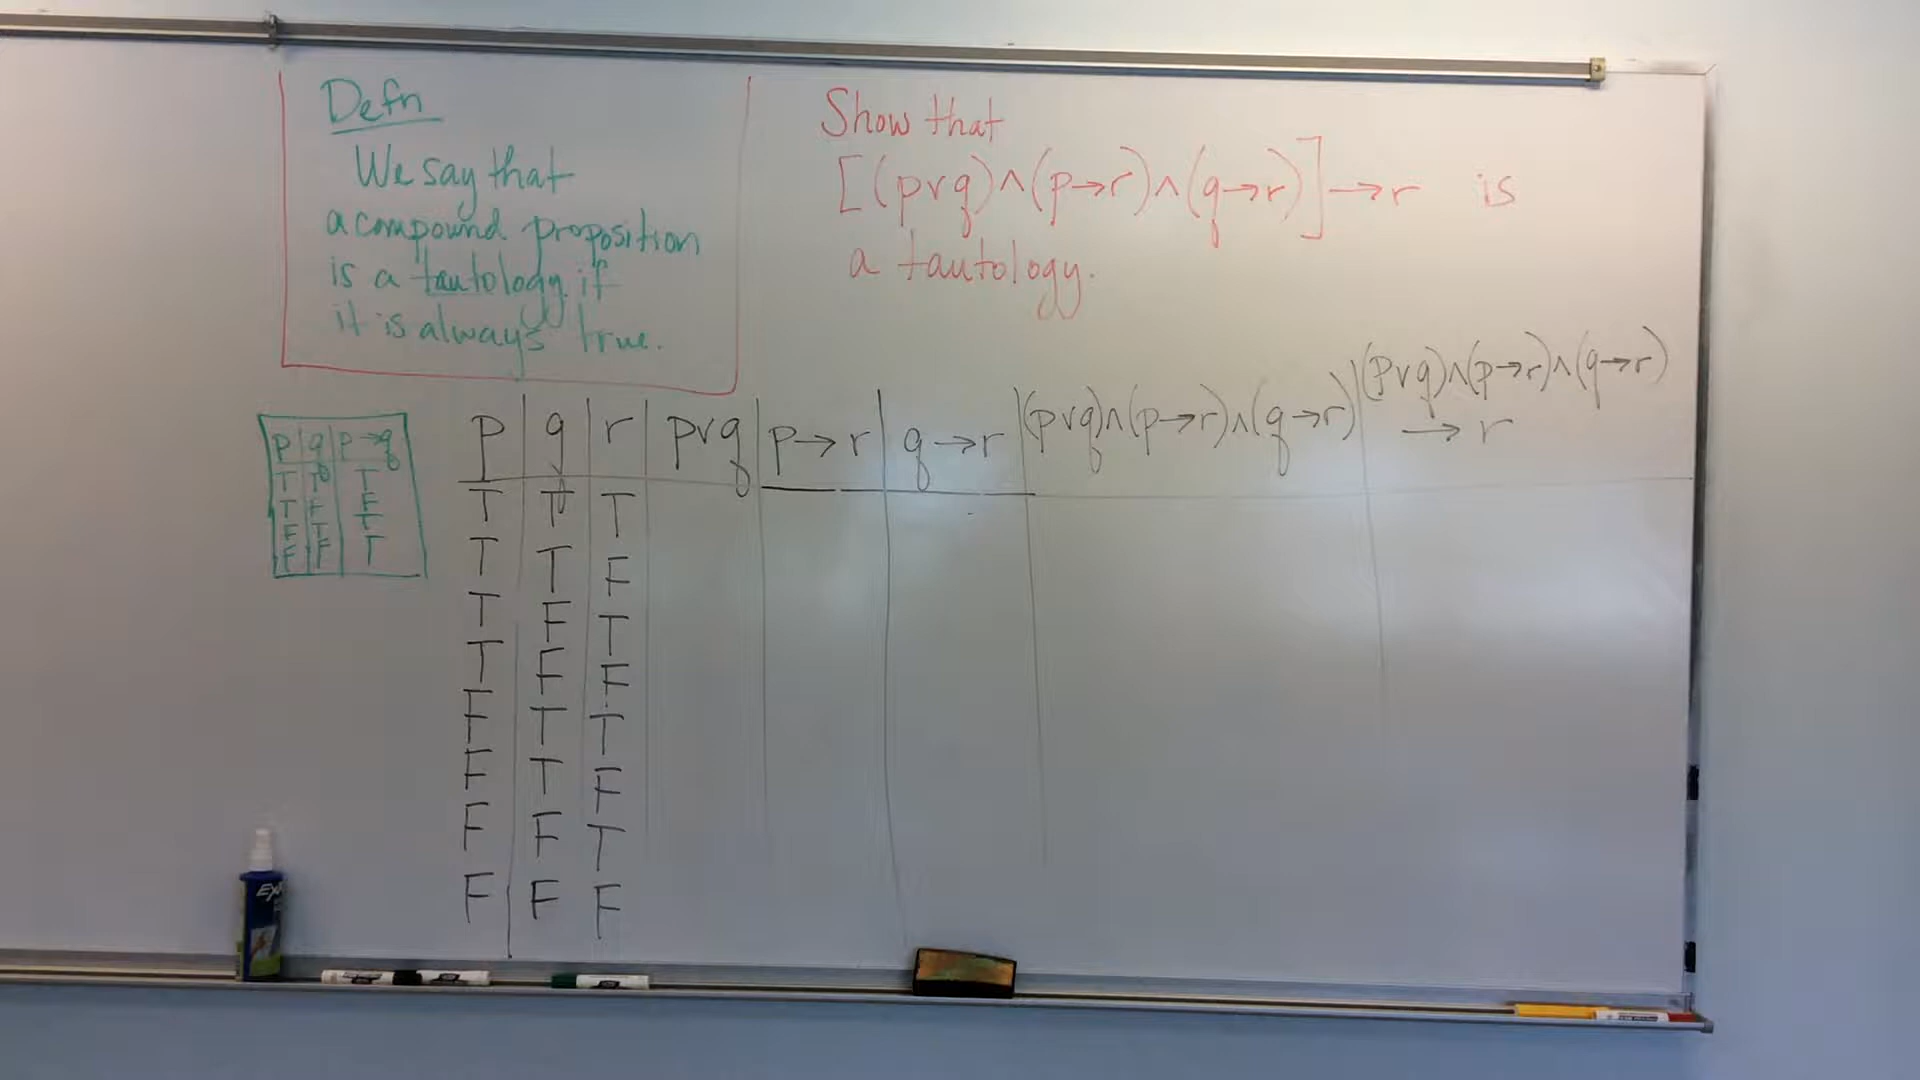 Defn
We say that
a compound proposition
is a tautology if
it is always true.
Show that
[(p∨q)∧(p→r)∧(q→r)]→r is
a tautology.
p q p→q
T T T
T F F
F T T
F F T
p q r p∨q p→r q→r (p∨q)∧(p→r)∧(q→r) (p∨q)∧(p→r)∧(q→r)
→ r
T T T
T T F
T F T
T F F
F T T
F T F
F F T
F F F